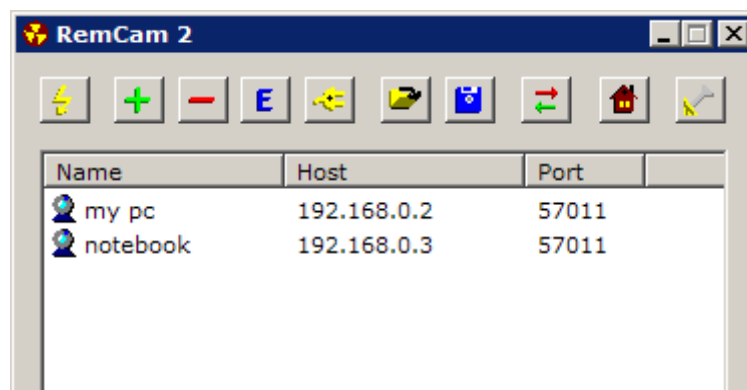 RemCam 2
E
Name Host Port
my pc 192.168.0.2 57011
notebook 192.168.0.3 57011